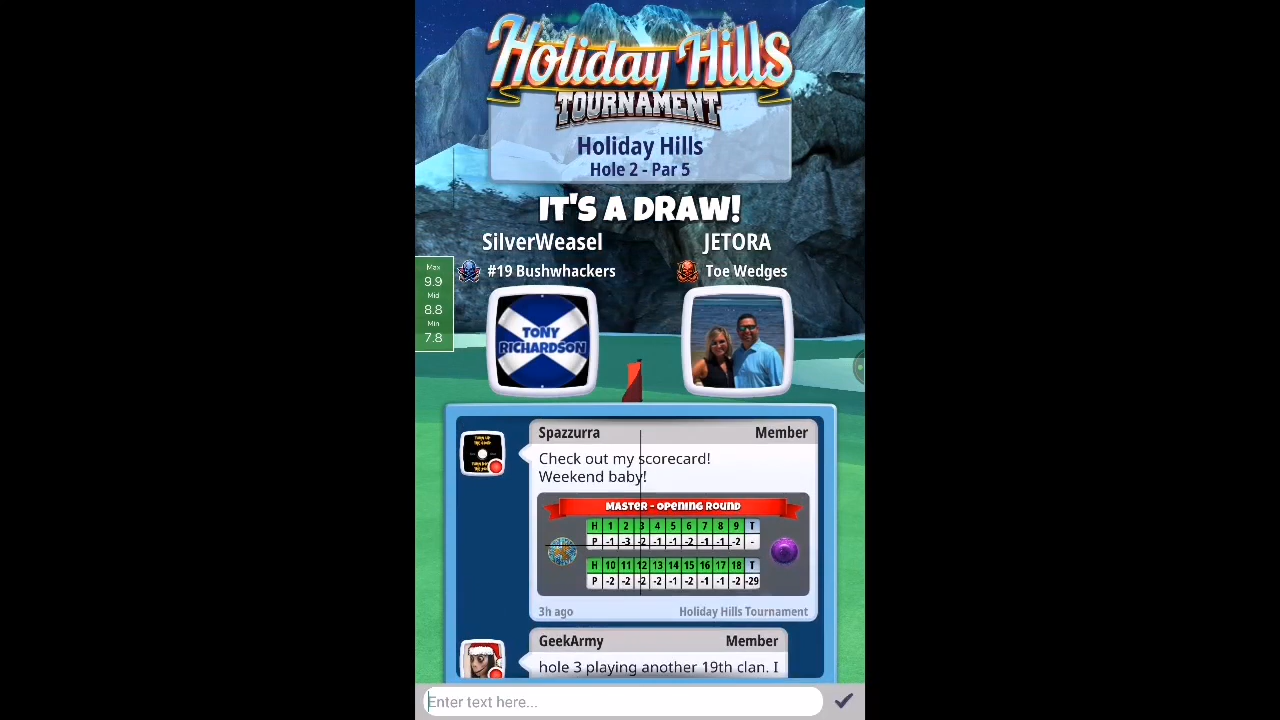 Holiday Hills
TOURNAMENT
Holiday Hills
Hole 2 - Par 5
IT'S A DRAW!
SilverWeasel
JETORA
#19 Bushwhackers
Toe Wedges
Max
9.9
Mid
8.8
Min
7.8
TONY
RICHARDSON
Spazzurra Member
Check out my scorecard!
Weekend baby!
MASTER - OPENING ROUND
H 1 2 3 4 5 6 7 8 9 T
P -1 -3 -2 -1 -1 -2 -1 -1 -2 -
H 10 11 12 13 14 15 16 17 18 T
P -2 -2 -2 -2 -1 -2 -1 -1 -2 -29
3h ago Holiday Hills Tournament
GeekArmy Member
hole 3 playing another 19th clan. I
Enter text here...